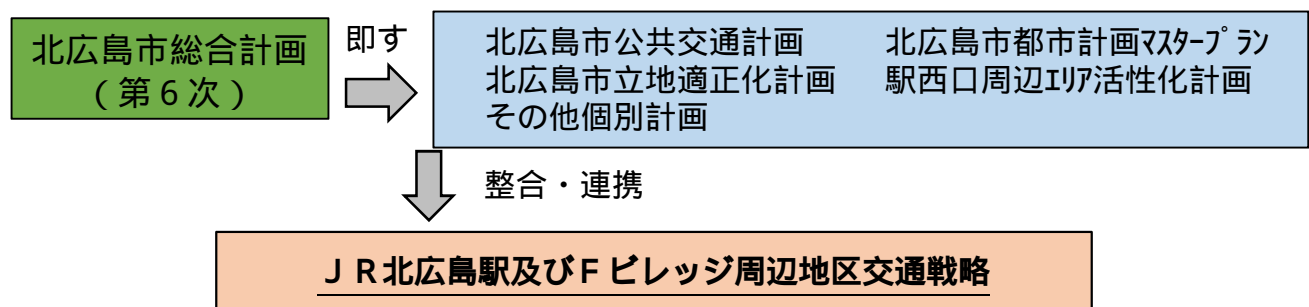 北広島市総合計画
（第６次）
即す
北広島市公共交通計画　　北広島市都市計画ﾏｽﾀｰﾌﾟﾗﾝ
北広島市立地適正化計画　駅西口周辺ｴﾘｱ活性化計画
その他個別計画
整合・連携
ＪＲ北広島駅及びＦビレッジ周辺地区交通戦略